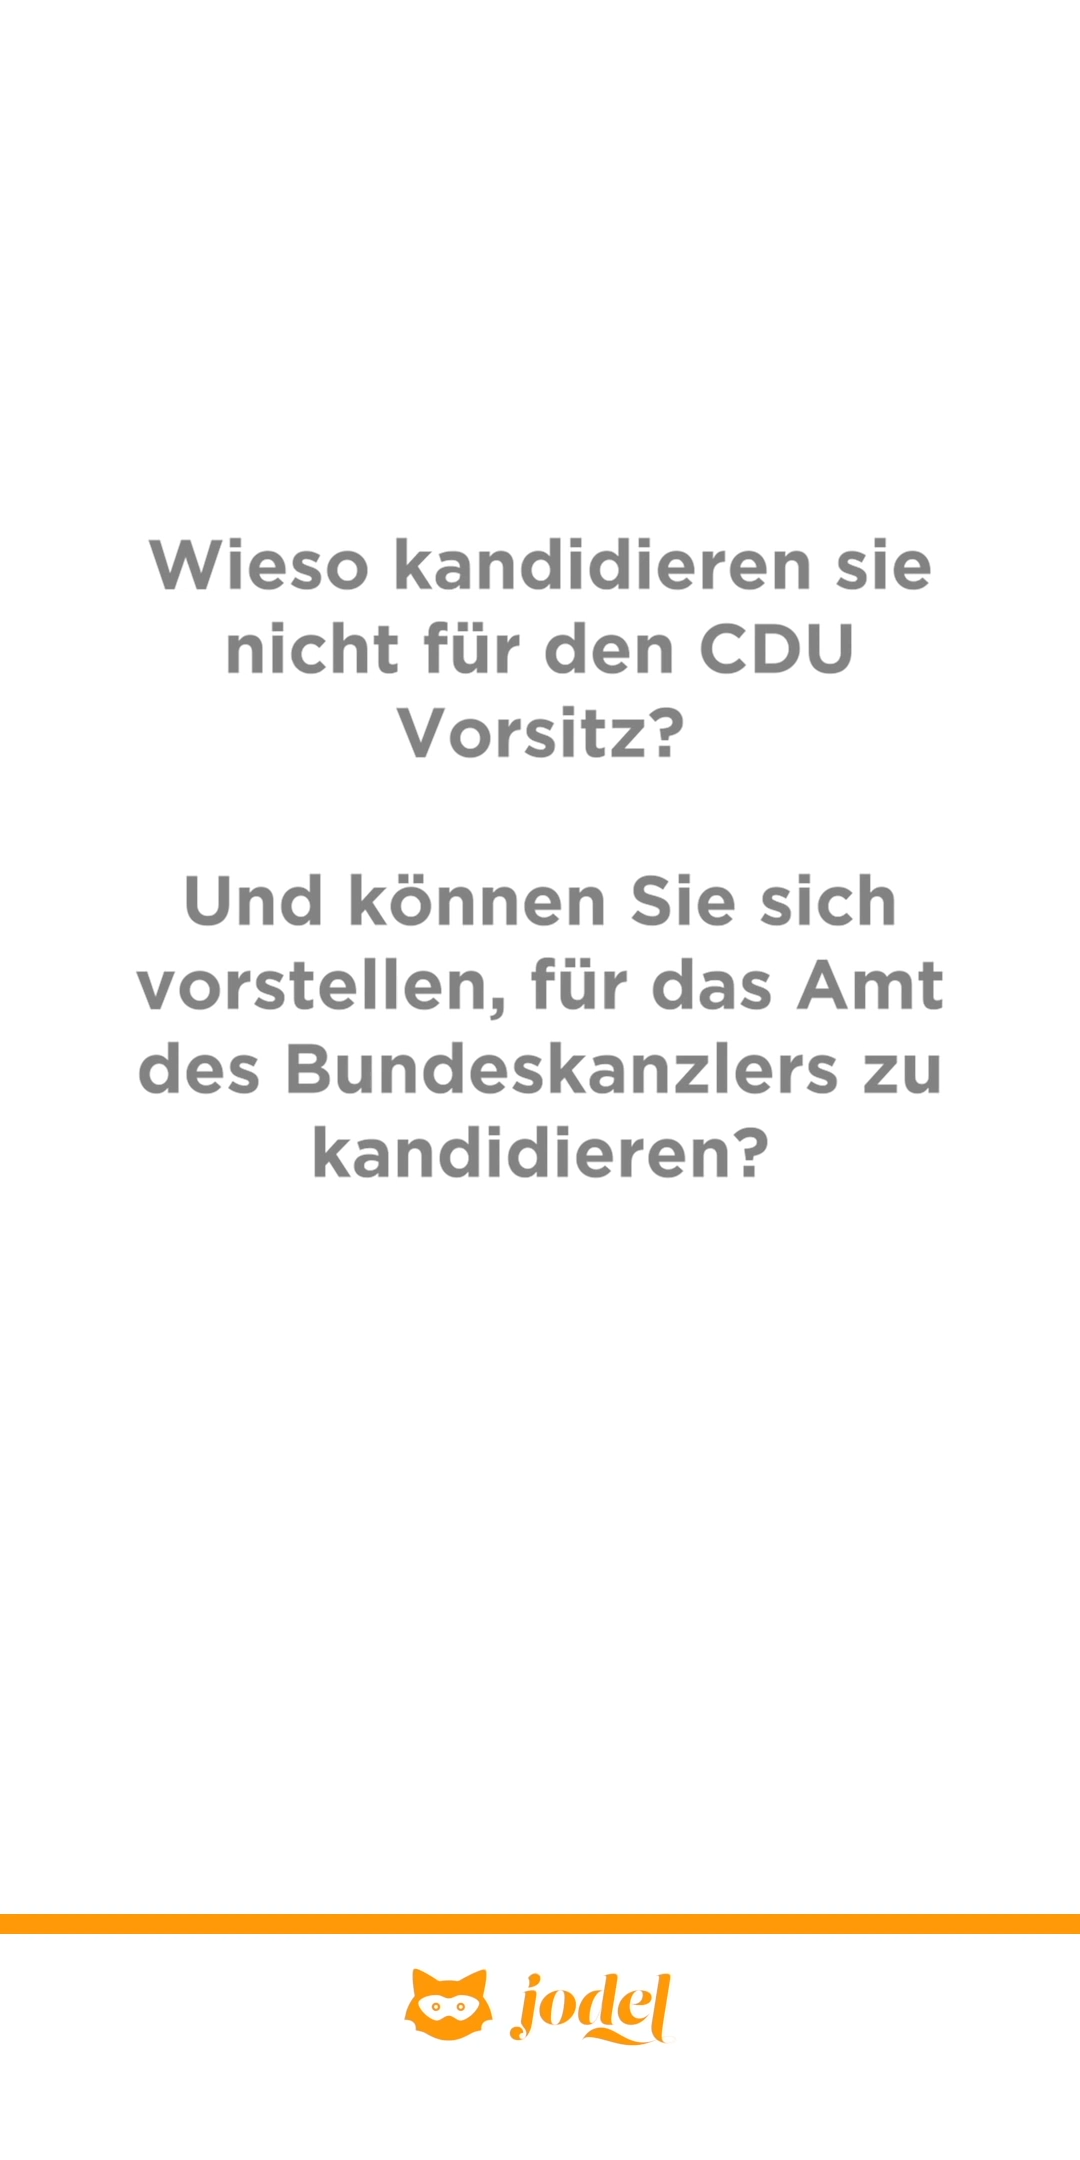 Wieso kandidieren sie
nicht für den CDU
Vorsitz?
Und können Sie sich
vorstellen, für das Amt
des Bundeskanzlers zu
kandidieren?
jodel